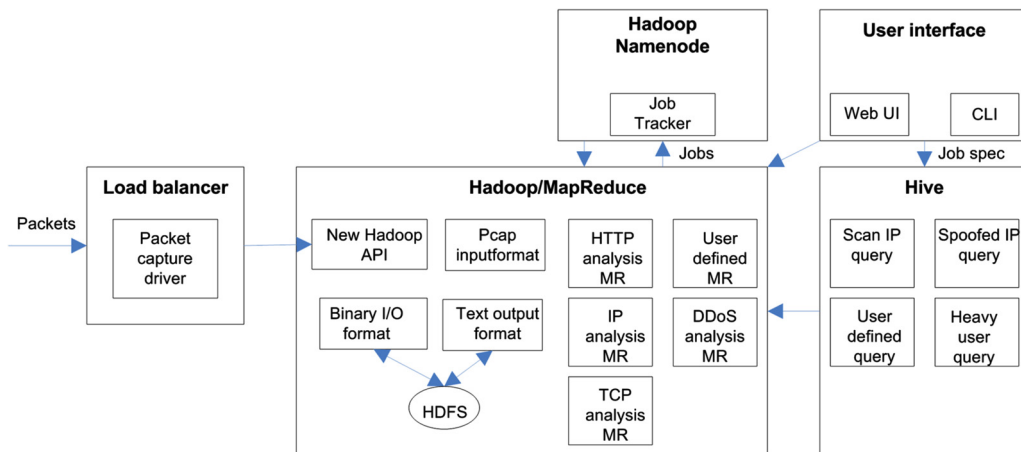 Hadoop
Namenode
Job
Tracker
User interface
Web UI
CLI
Jobs
Job spec
Packets
Load balancer
Packet
capture
driver
Hadoop/MapReduce
New Hadoop
API
Pcap
inputformat
HTTP
analysis
MR
User
defined
MR
Binary I/O
format
Text output
format
IP
analysis
MR
DDoS
analysis
MR
HDFS
TCP
analysis
MR
Hive
Scan IP
query
Spoofed IP
query
User
defined
query
Heavy
user
query